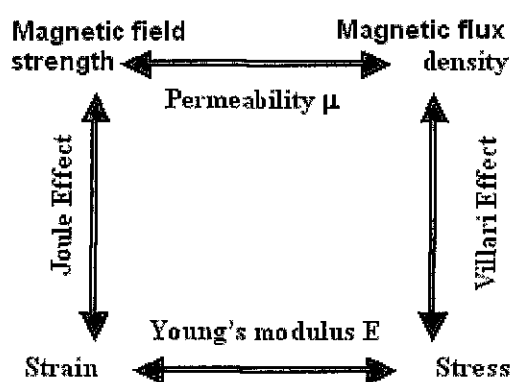 Magnetic field
strength
Magnetic flux
density
Permeability μ
Joule Effect
Villari Effect
Young's modulus E
Strain
Stress